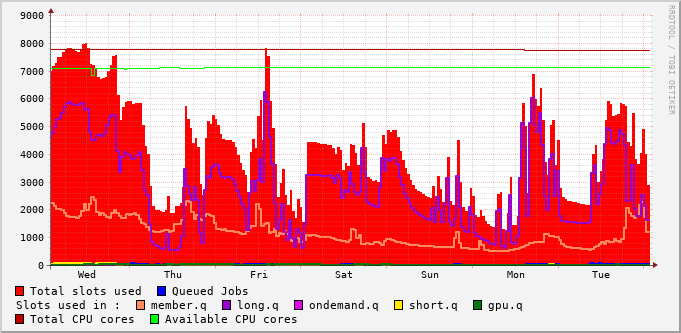 9000
8000
7000
6000
5000
4000
3000
2000
1000
0
Wed Thu Fri Sat Sun Mon Tue
RRDTOOL / TOBI OETIKER
Total slots used Queued Jobs
Slots used in : member.q long.q ondemand.q short.q gpu.q
Total CPU cores Available CPU cores